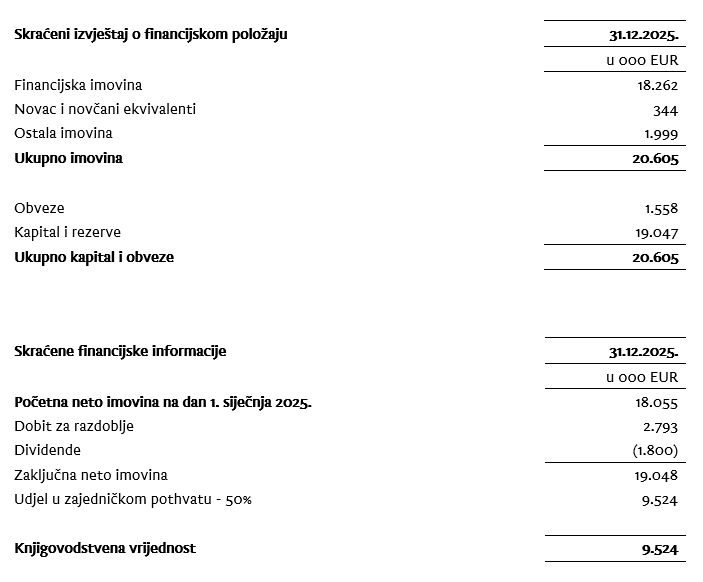 Skraćeni izvještaj o financijskom položaju 31.12.2025.
u 000 EUR
Financijska imovina 18.262
Novac i novčani ekvivalenti 344
Ostala imovina 1.999
Ukupno imovina 20.605
Obveze 1.558
Kapital i rezerve 19.047
Ukupno kapital i obveze 20.605
Skraćene financijske informacije 31.12.2025.
u 000 EUR
Početna neto imovina na dan 1. siječnja 2025. 18.055
Dobit za razdoblje 2.793
Dividende (1.800)
Zaključna neto imovina 19.048
Udjel u zajedničkom pothvatu - 50% 9.524
Knjigovodstvena vrijednost 9.524